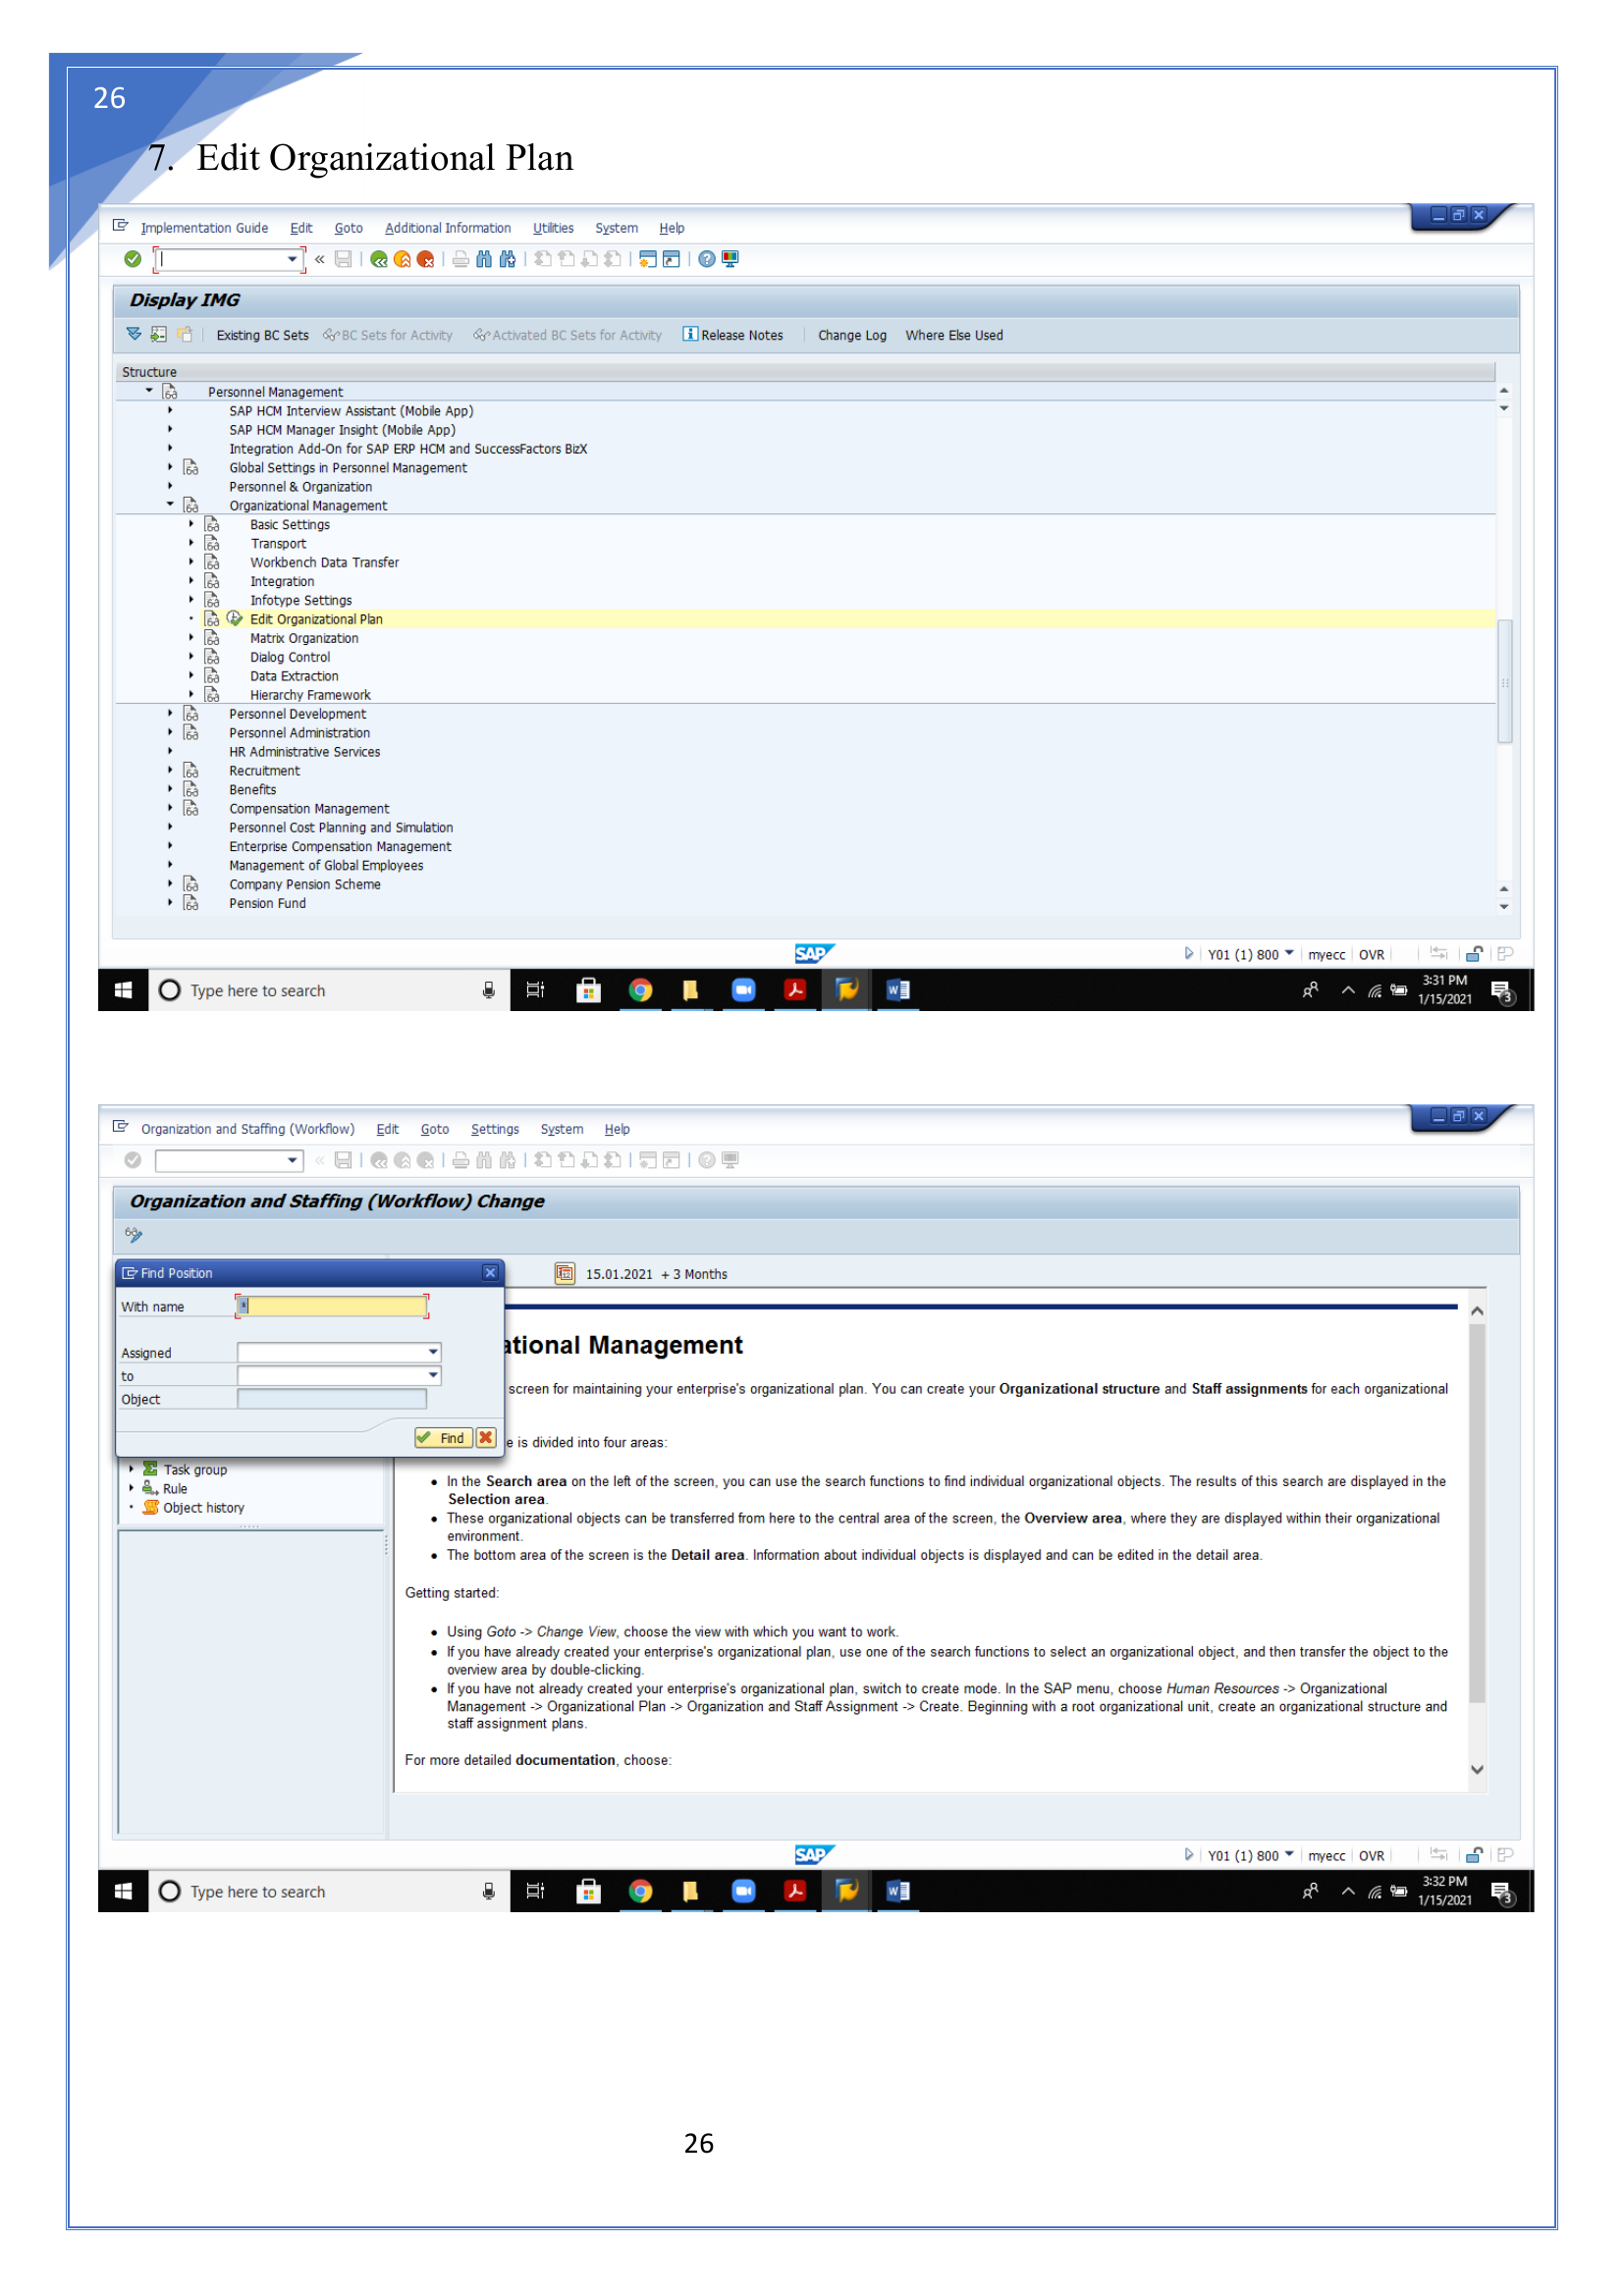 26
7. Edit Organizational Plan
Implementation Guide Edit Goto Additional Information Utilities System Help
Display IMG
Existing BC Sets BC Sets for Activity Activated BC Sets for Activity Release Notes Change Log Where Else Used
Structure
Personnel Management
SAP HCM Interview Assistant (Mobile App)
SAP HCM Manager Insight (Mobile App)
Integration Add-On for SAP ERP HCM and SuccessFactors BizX
Global Settings in Personnel Management
Personnel & Organization
Organizational Management
Basic Settings
Transport
Workbench Data Transfer
Integration
Infotype Settings
Edit Organizational Plan
Matrix Organization
Dialog Control
Data Extraction
Hierarchy Framework
Personnel Development
Personnel Administration
HR Administrative Services
Recruitment
Benefits
Compensation Management
Personnel Cost Planning and Simulation
Enterprise Compensation Management
Management of Global Employees
Company Pension Scheme
Pension Fund
SAP Y01 (1) 800 myecc OVR
Type here to search 3:31 PM
1/15/2021 3
Organization and Staffing (Workflow) Edit Goto Settings System Help
Organization and Staffing (Workflow) Change
Find Position 15.01.2021 + 3 Months
With name *
ational Management
Assigned
to
screen for maintaining your enterprise's organizational plan. You can create your Organizational structure and Staff assignments for each organizational
Object
Find
e is divided into four areas:
Task group
Rule
Object history
• In the Search area on the left of the screen, you can use the search functions to find individual organizational objects. The results of this search are displayed in the
Selection area.
• These organizational objects can be transferred from here to the central area of the screen, the Overview area, where they are displayed within their organizational
environment.
• The bottom area of the screen is the Detail area. Information about individual objects is displayed and can be edited in the detail area.
Getting started:
• Using Goto -> Change View, choose the view with which you want to work.
• If you have already created your enterprise's organizational plan, use one of the search functions to select an organizational object, and then transfer the object to the
overview area by double-clicking.
• If you have not already created your enterprise's organizational plan, switch to create mode. In the SAP menu, choose Human Resources -> Organizational
Management -> Organizational Plan -> Organization and Staff Assignment -> Create. Beginning with a root organizational unit, create an organizational structure and
staff assignment plans.
For more detailed documentation, choose:
SAP Y01 (1) 800 myecc OVR
Type here to search 3:32 PM
1/15/2021 3
26